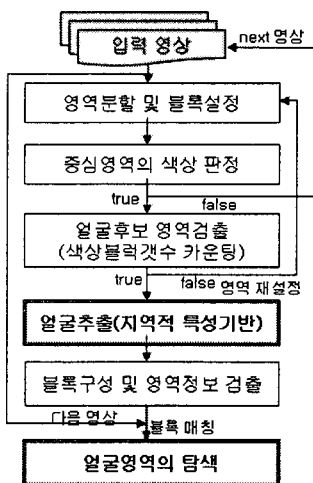 입력 영상
next 영상
영역분할 및 블록설정
중심영역의 색상 판정
true
false
얼굴후보 영역검출
(색상블럭갯수 카운팅)
true
false
영역 재설정
얼굴추출(지역적 특성기반)
블록구성 및 영역정보 검출
다음 영상
블록 매칭
얼굴영역의 탐색